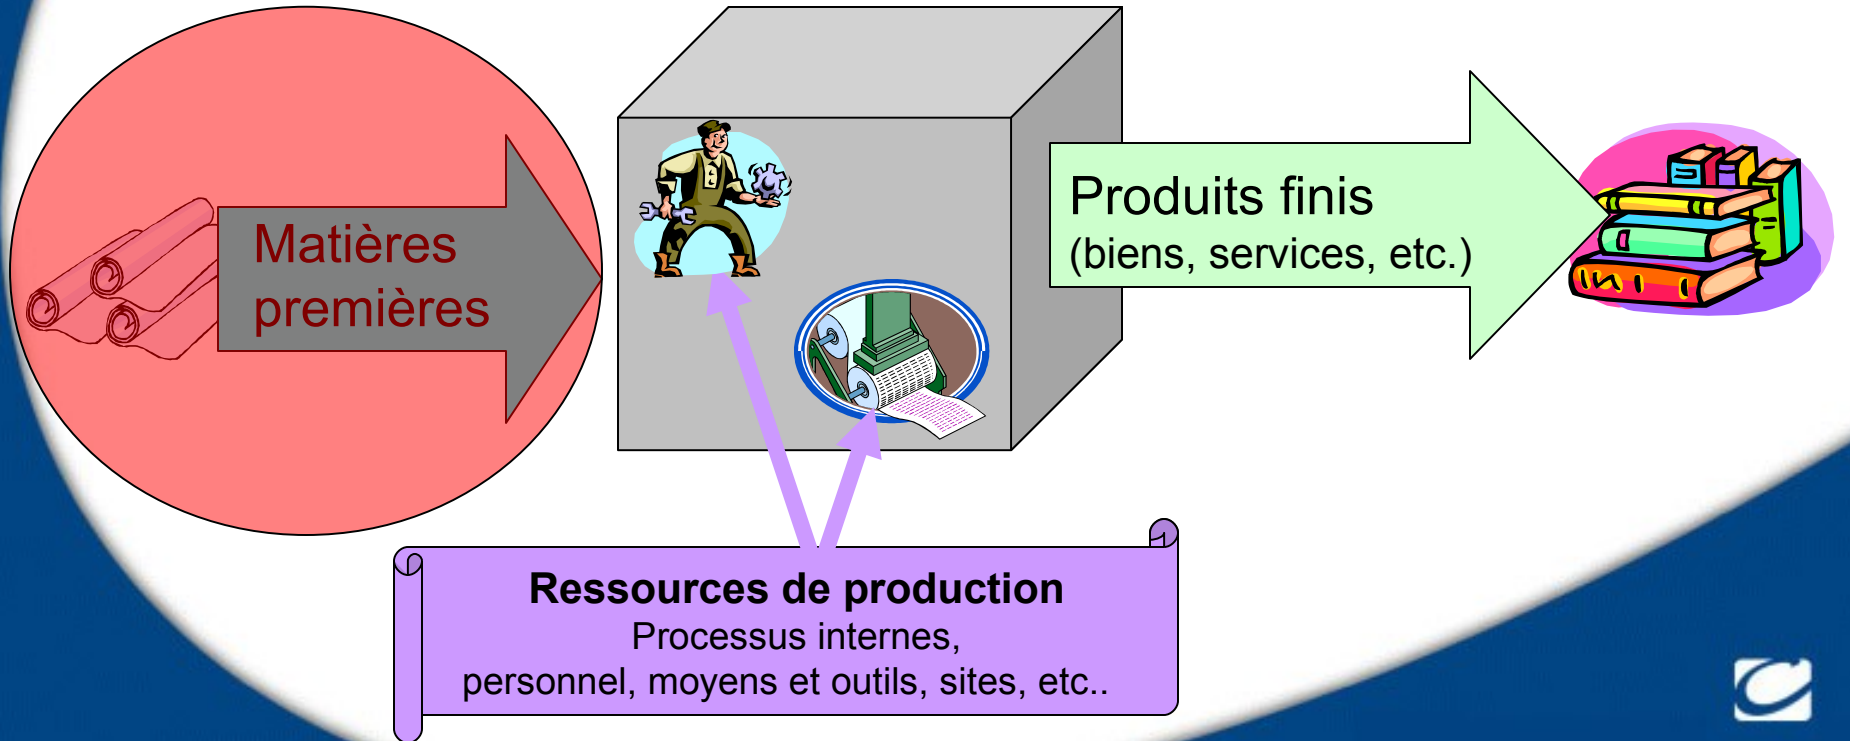 Matières
premières
Produits finis
(biens, services, etc.)
Ressources de production
Processus internes,
personnel, moyens et outils, sites, etc..